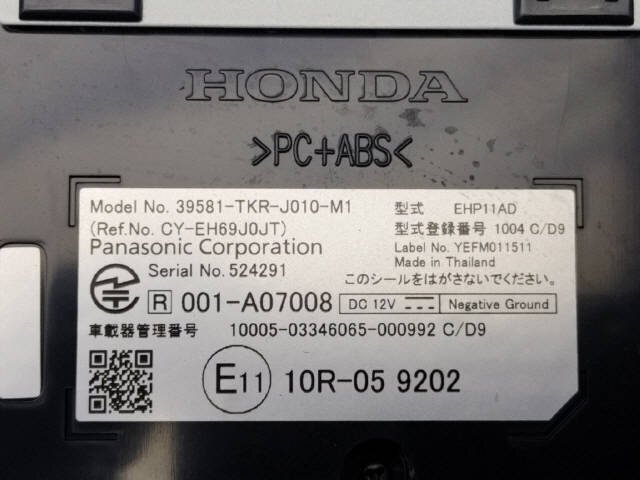 HONDA
>PC+ABS<
Model No. 39581-TKR-J010-M1 型式 EHP11AD
(Ref.No. CY-EH69J0JT) 型式登録番号 1004 C/D9
Panasonic Corporation Label No. YEFM011511
Serial No. 524291 Made in Thailand
このシールをはがさないでください。
R 001-A07008 DC 12V Negative Ground
車載器管理番号 10005-03346065-000992 C/D9
E11 10R-05 9202